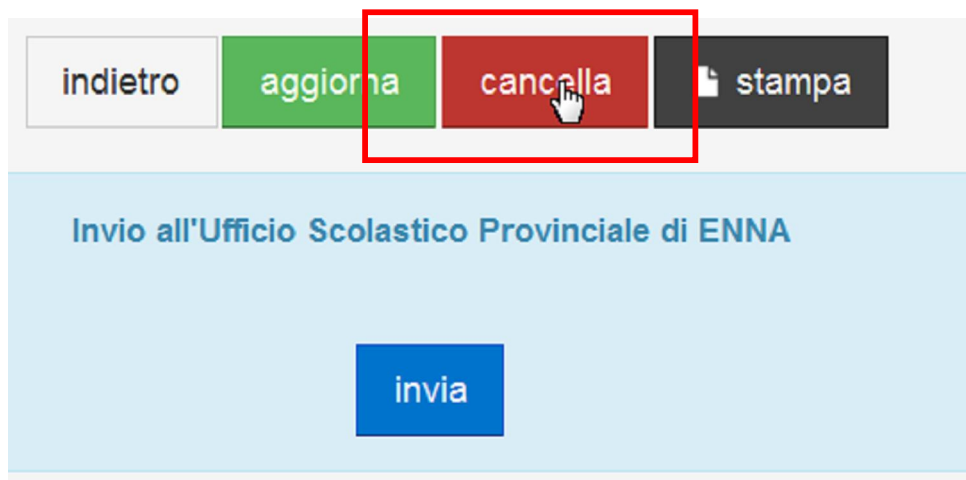 indietro aggiorna cancella stampa
Invio all'Ufficio Scolastico Provinciale di ENNA
invia